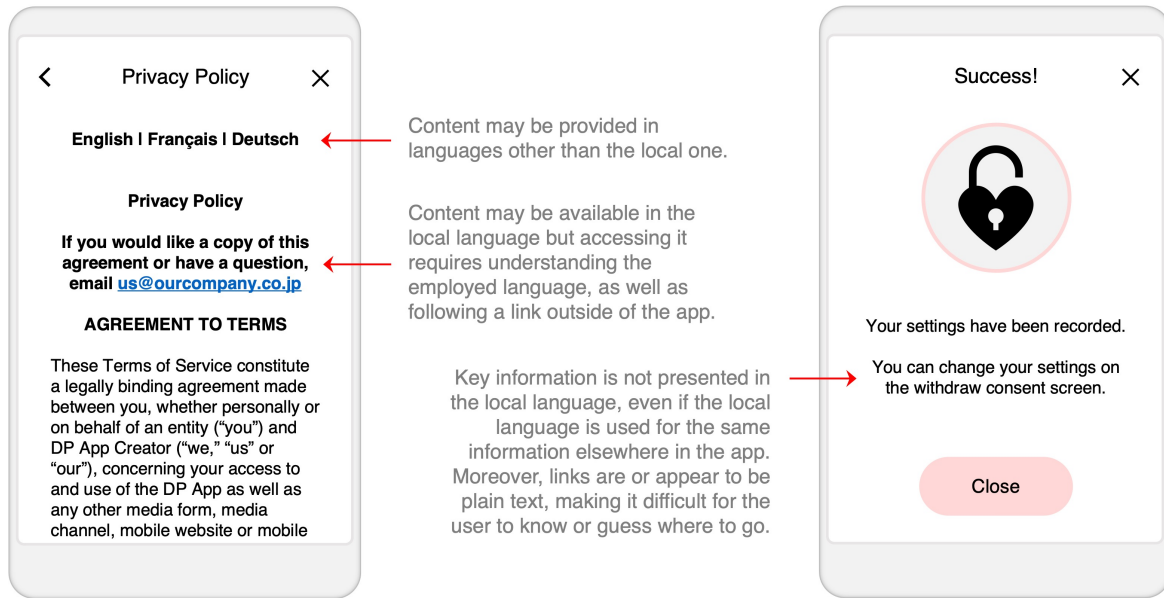 Privacy Policy
English l Français l Deutsch
Privacy Policy
If you would like a copy of this
agreement or have a question,
email us@ourcompany.co.jp
AGREEMENT TO TERMS
These Terms of Service constitute
a legally binding agreement made
between you, whether personally or
on behalf of an entity (“you”) and
DP App Creator (“we,” “us” or
“our”), concerning your access to
and use of the DP App as well as
any other media form, media
channel, mobile website or mobile
Content may be provided in
languages other than the local one.
Content may be available in the
local language but accessing it
requires understanding the
employed language, as well as
following a link outside of the app.
Key information is not presented in
the local language, even if the local
language is used for the same
information elsewhere in the app.
Moreover, links are or appear to be
plain text, making it difficult for the
user to know or guess where to go.
Success!
Your settings have been recorded.
You can change your settings on
the withdraw consent screen.
Close